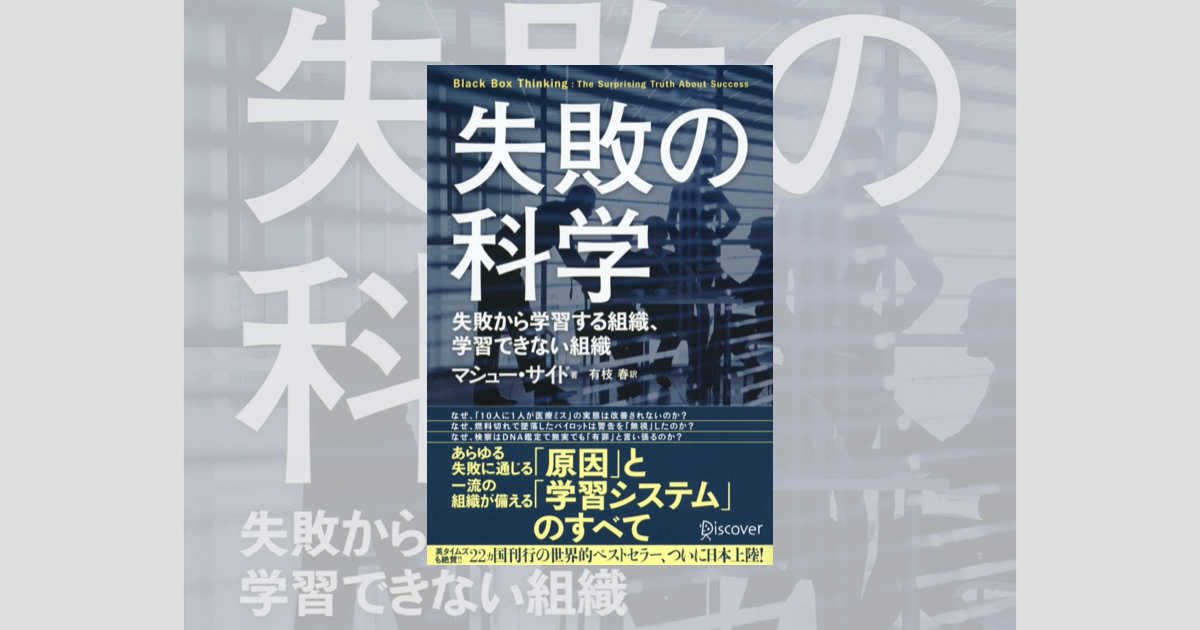 Black Box Thinking : The Surprising Truth About Success
失敗の
科学
失敗から学習する組織、
学習できない組織
マシュー・サイド著 有枝 春訳
なぜ、「10人に1人が医療ミス」の実態は改善されないのか?
なぜ、燃料切れで墜落したパイロットは警告を「無視」したのか?
なぜ、検察はDNA鑑定で無実でも「有罪」と言い張るのか?
あらゆる
失敗に通じる「原因」と
一流の
組織が備える「学習システム」
のすべて
Discover
英タイムズも絶賛!! 22ヵ国刊行の世界的ベストセラー、ついに日本上陸!
失敗の
科
失敗から
学習できない組織